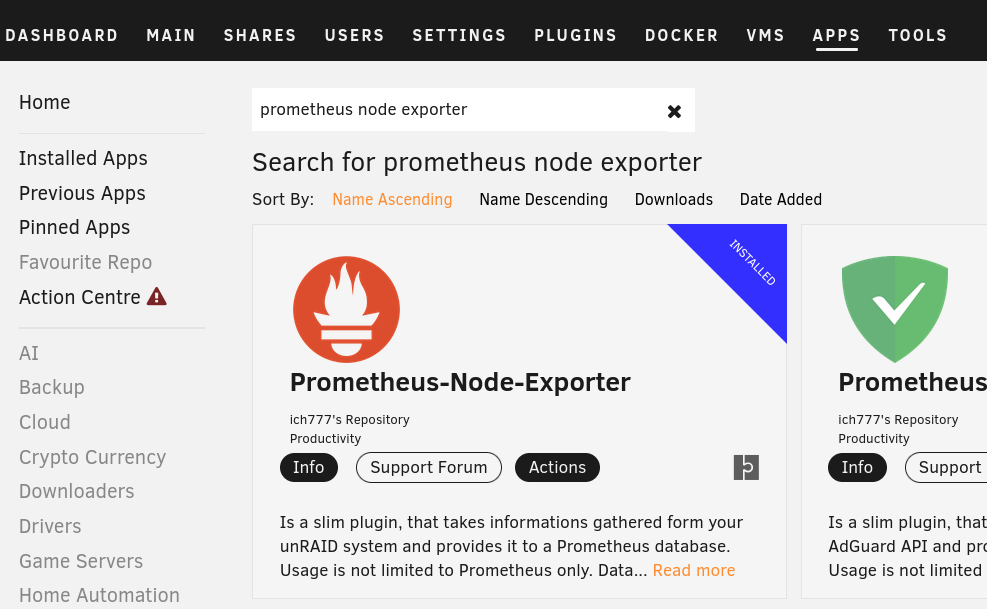 DASHBOARD MAIN SHARES USERS SETTINGS PLUGINS DOCKER VMS APPS TOOLS
Home
Installed Apps
Previous Apps
Pinned Apps
Favourite Repo
Action Centre
AI
Backup
Cloud
Crypto Currency
Downloaders
Drivers
Game Servers
Home Automation
prometheus node exporter
Search for prometheus node exporter
Sort By: Name Ascending Name Descending Downloads Date Added
INSTALLED
Prometheus-Node-Exporter
ich777's Repository
Productivity
Info Support Forum Actions
Is a slim plugin, that takes informations gathered form your
unRAID system and provides it to a Prometheus database.
Usage is not limited to Prometheus only. Data... Read more
Prometheus
ich777's Repository
Productivity
Info Support
Is a slim plugin, that
AdGuard API and pro
Usage is not limited